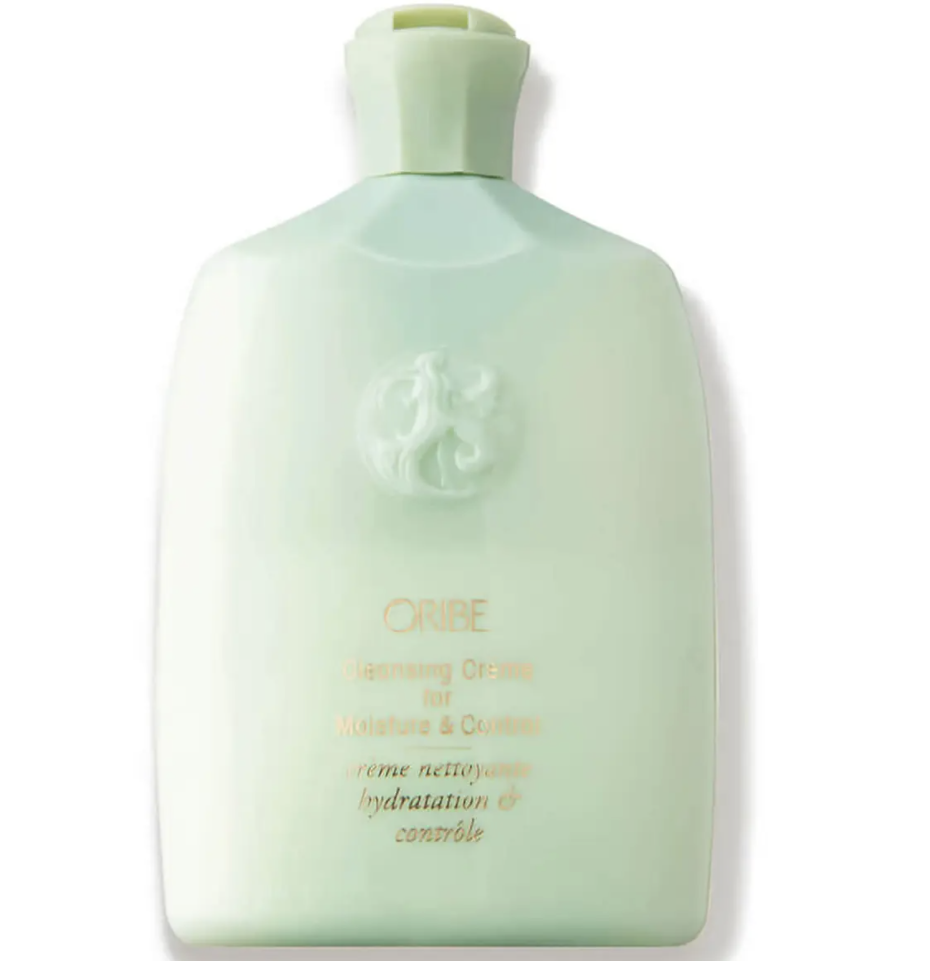 ORIBE
Cleansing Crème
for
Moisture & Control
crème nettoyante
hydratation &
contrôle